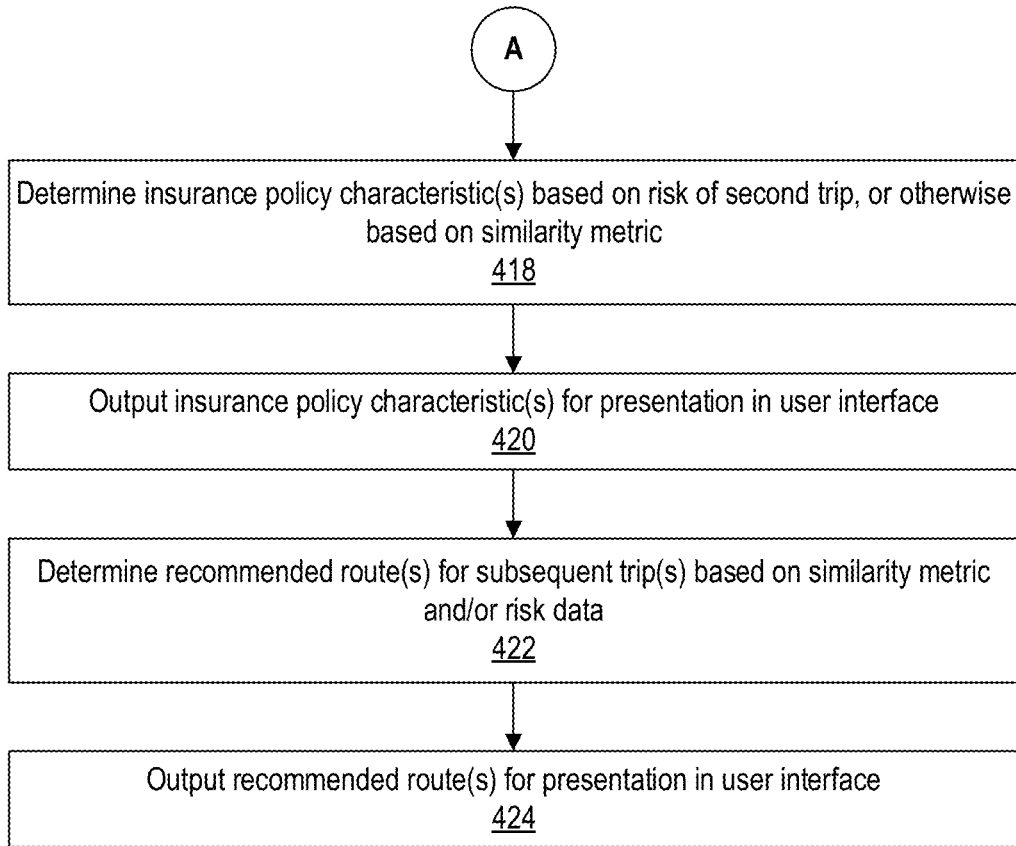 A
Determine insurance policy characteristic(s) based on risk of second trip, or otherwise
based on similarity metric
418
Output insurance policy characteristic(s) for presentation in user interface
420
Determine recommended route(s) for subsequent trip(s) based on similarity metric
and/or risk data
422
Output recommended route(s) for presentation in user interface
424